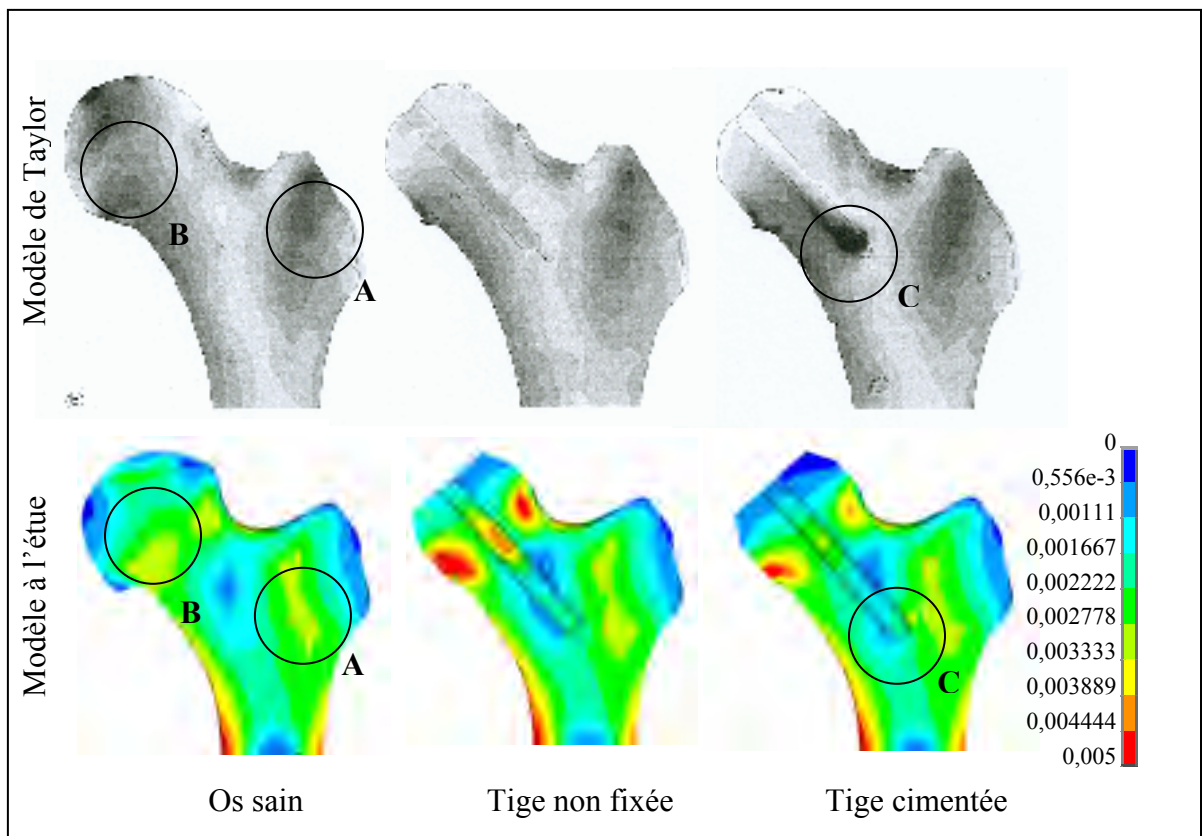 Modèle de Taylor
B
A
C
Modèle à l'étue
B
A
C
0
0,556e-3
0,00111
0,001667
0,002222
0,002778
0,003333
0,003889
0,004444
0,005
Os sain
Tige non fixée
Tige cimentée